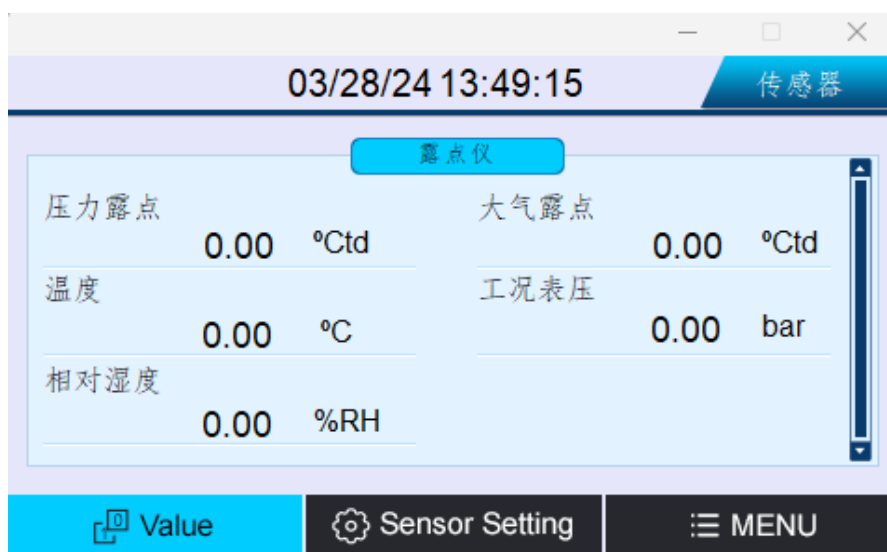 03/28/24 13:49:15 传感器
露点仪
压力露点 大气露点
0.00 ºCtd 0.00 ºCtd
温度 工况表压
0.00 ºC 0.00 bar
相对湿度
0.00 %RH
Value Sensor Setting MENU